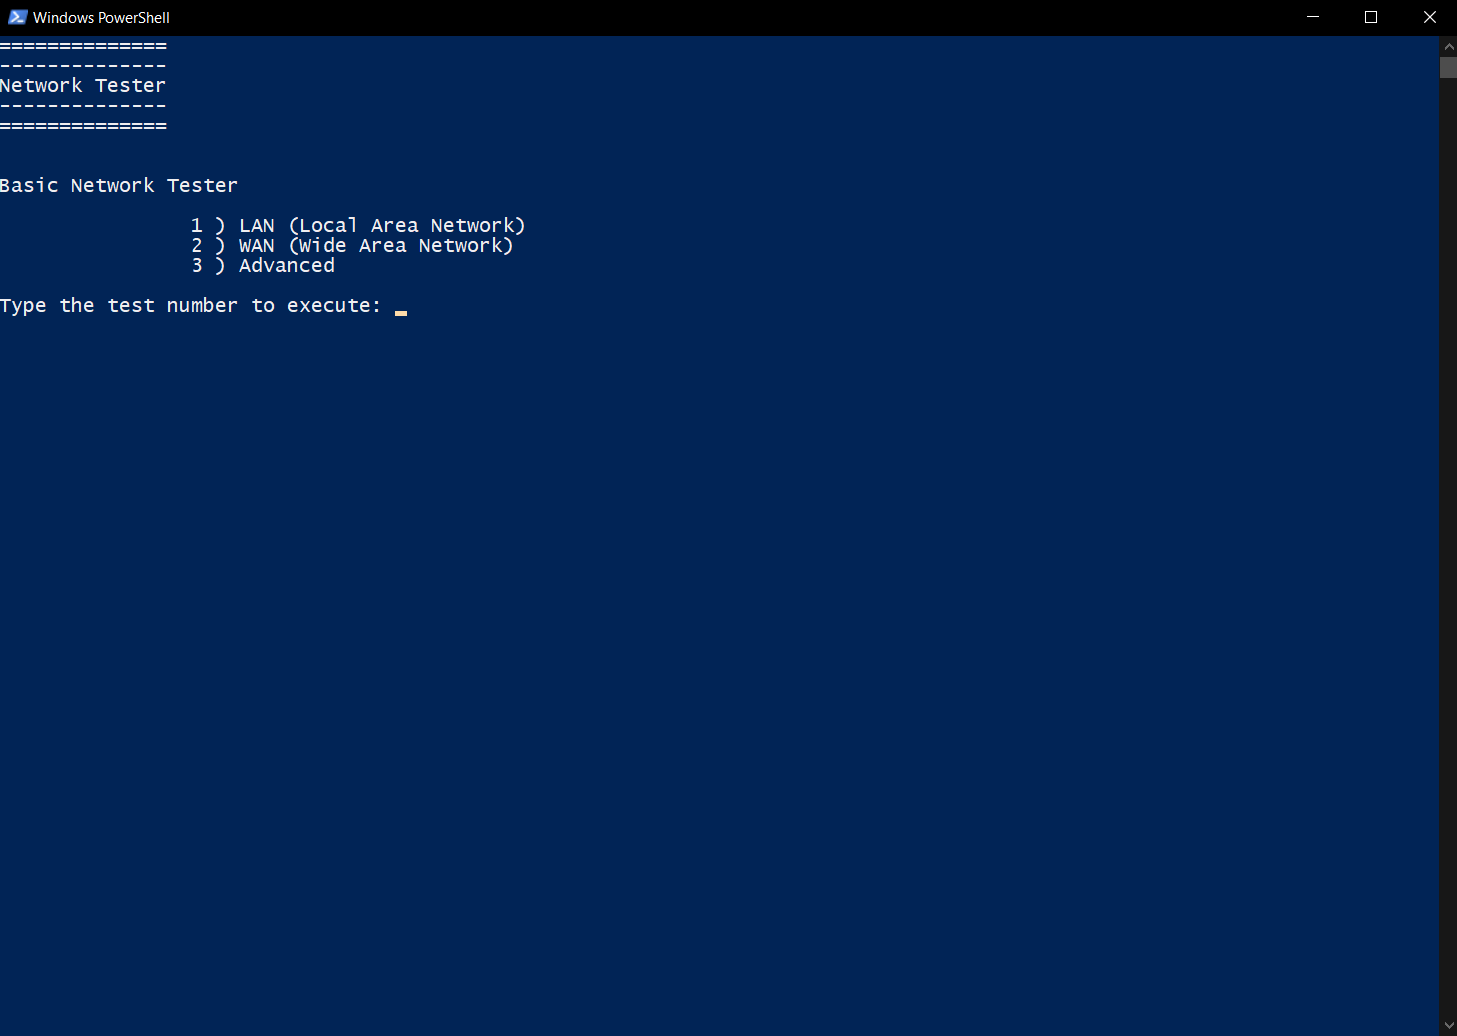 Windows PowerShell
==============
--------------
Network Tester
--------------
==============
Basic Network Tester
1 ) LAN (Local Area Network)
2 ) WAN (Wide Area Network)
3 ) Advanced
Type the test number to execute: _